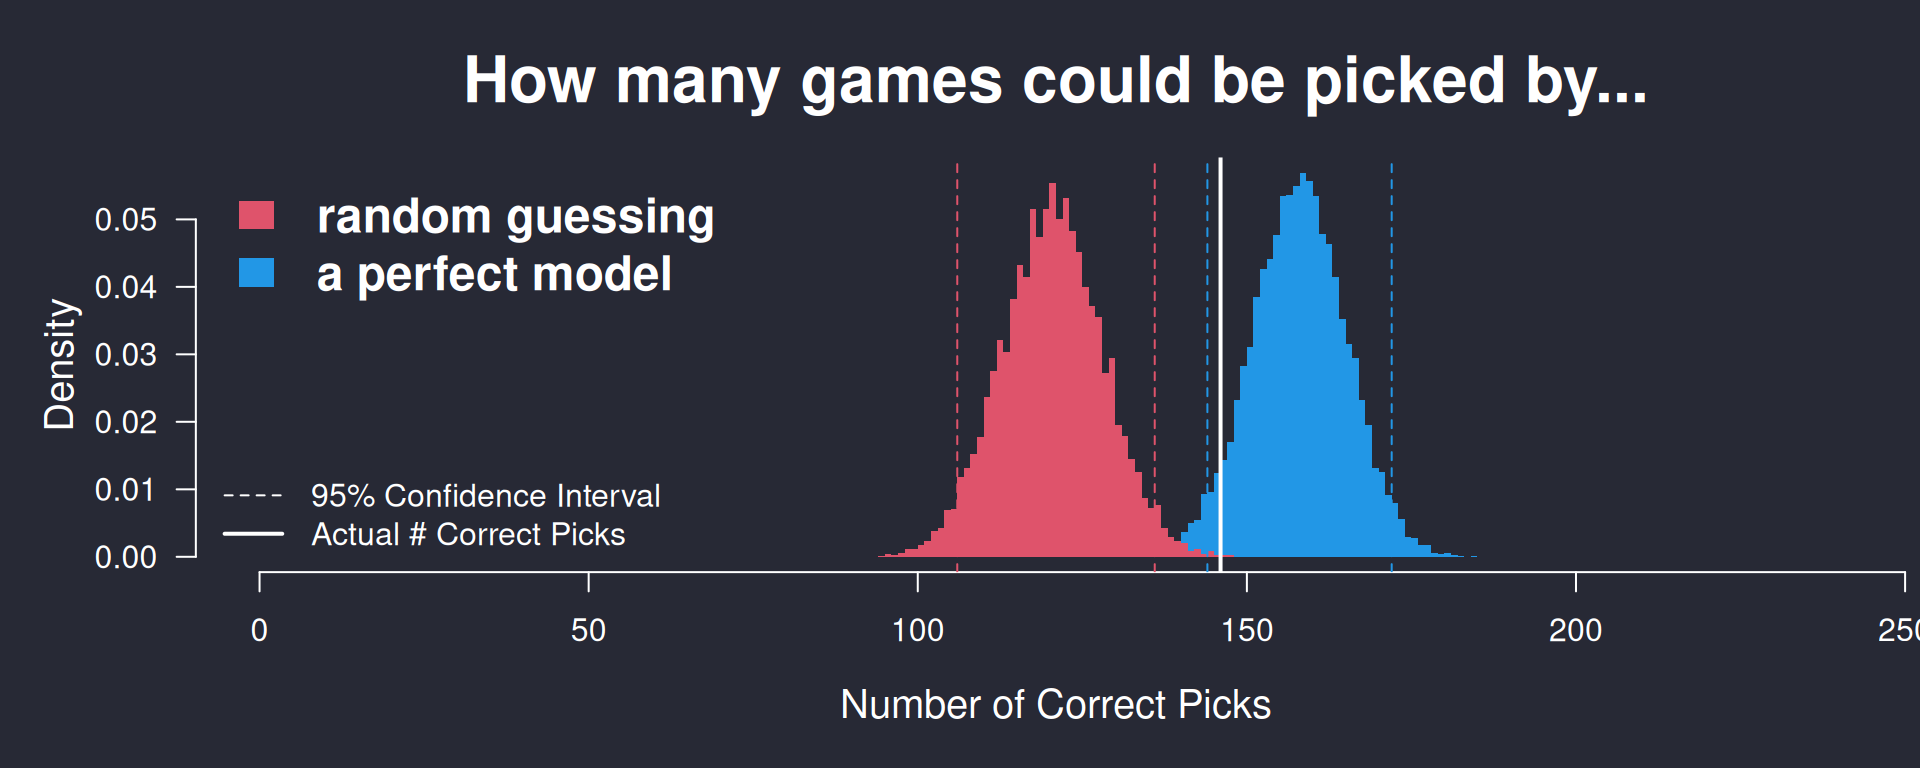 How many games could be picked by...
random guessing
a perfect model
0.05
0.04
0.03
0.02
0.01
0.00
Density
95% Confidence Interval
Actual # Correct Picks
0 50 100 150 200 250
Number of Correct Picks